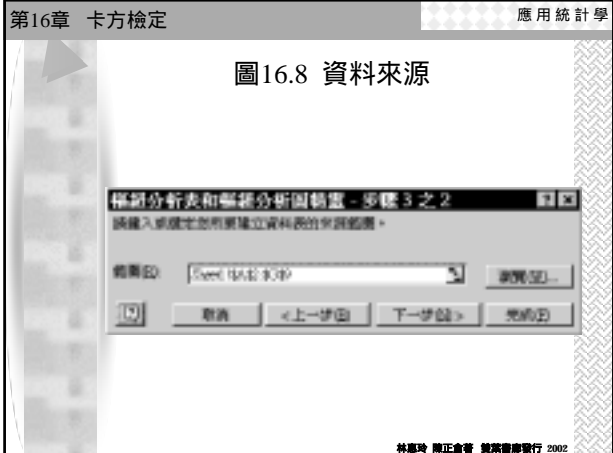 第16章 卡方檢定
應用統計學
圖16.8 資料來源
樞紐分析表和樞紐分析圖精靈 - 步驟 3 之 2
請鍵入或選定您所要建立資料表的來源範圍。
範圍(R):
瀏覽(W)...
取消
<上一步(B)
下一步(N)>
完成(F)
林惠玲 陳正倉著 雙葉書廊發行 2002